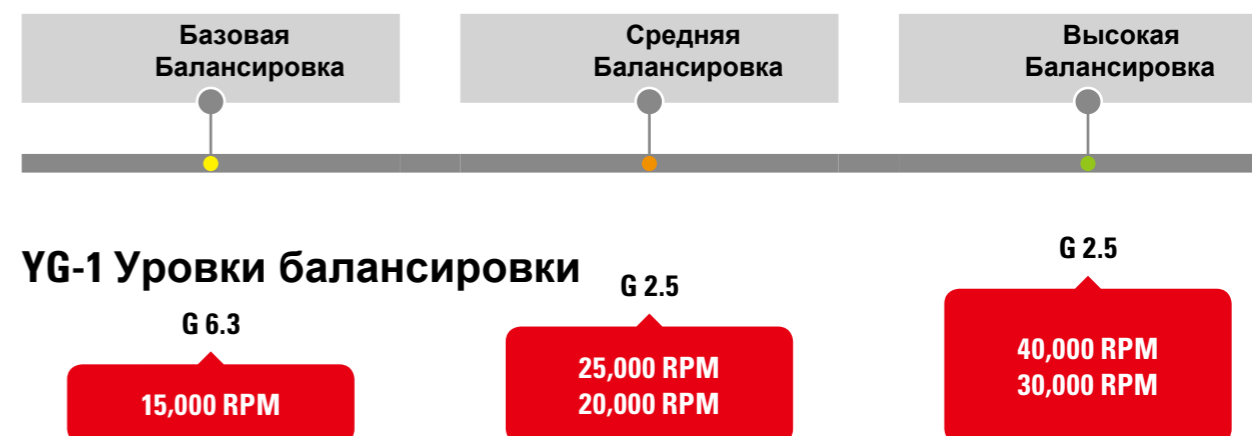 Базовая
Балансировка
Средняя
Балансировка
Высокая
Балансировка
YG-1 Уровки балансировки
G 6.3
15,000 RPM
G 2.5
25,000 RPM
20,000 RPM
G 2.5
40,000 RPM
30,000 RPM